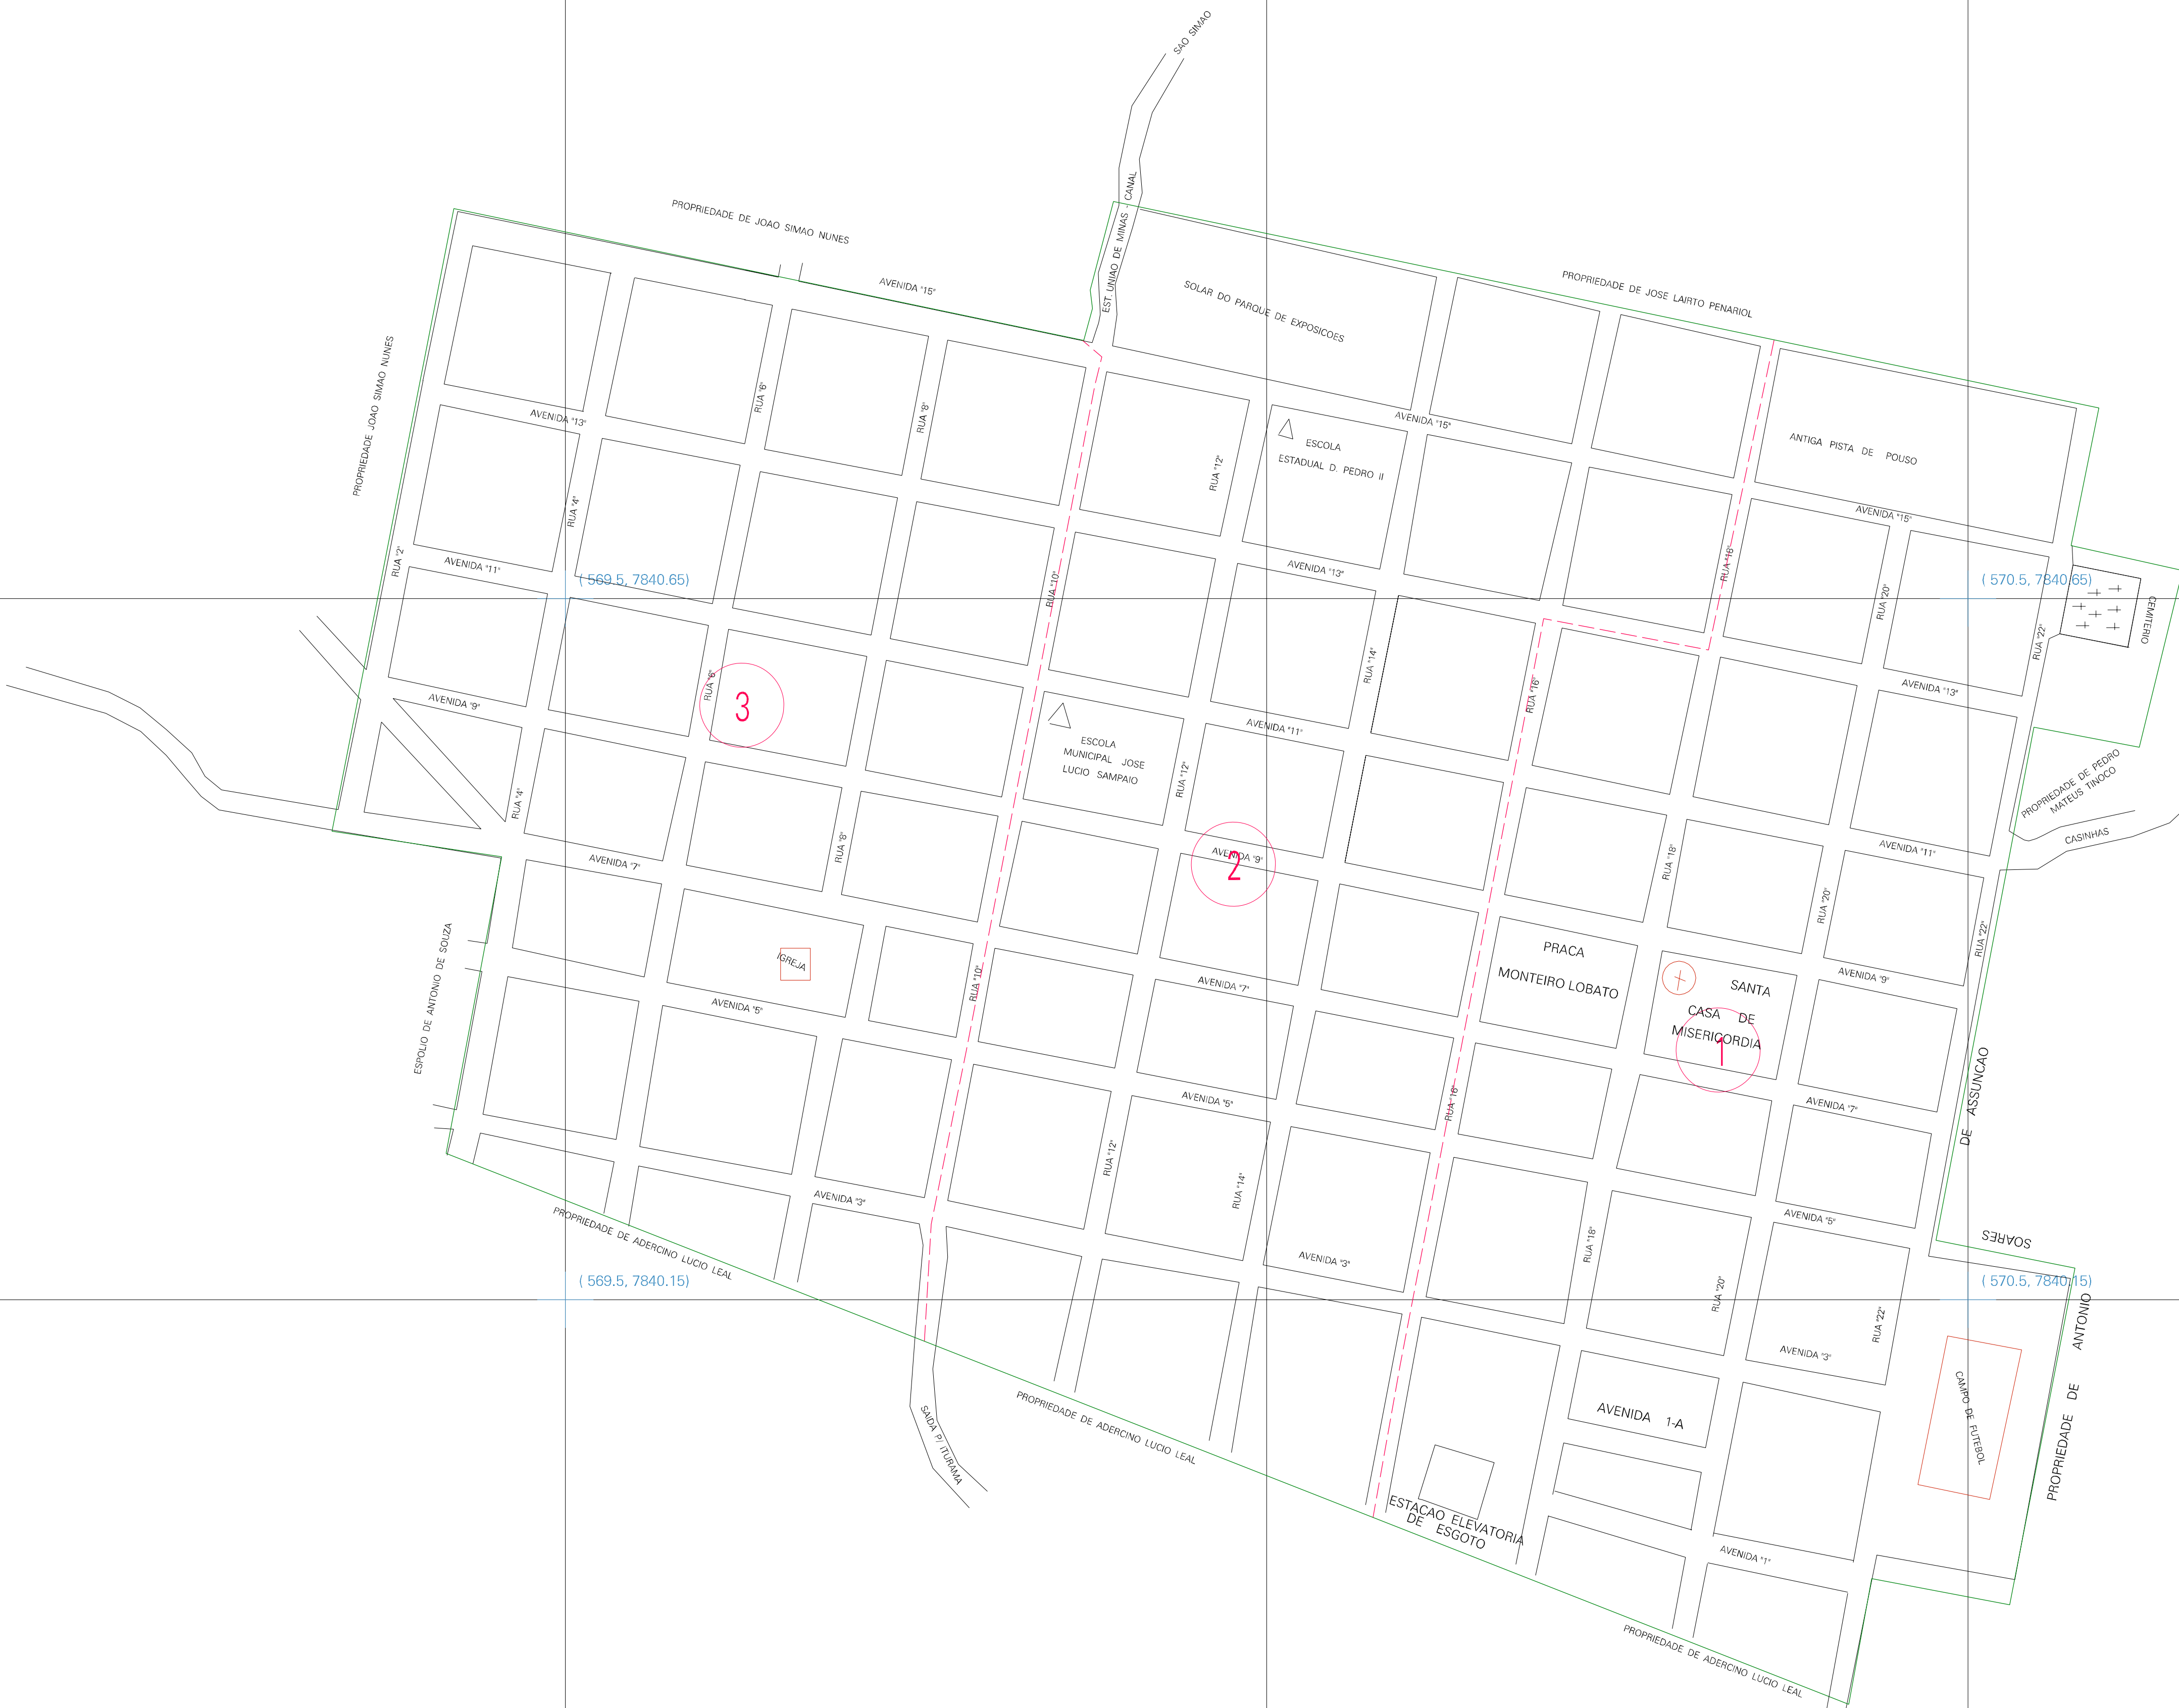 SAO SIMAO
EST. UNIAO DE MINAS - CANAL
PROPRIEDADE DE JOAO SIMAO NUNES
AVENIDA "15"
SOLAR DO PARQUE DE EXPOSICOES
PROPRIEDADE DE JOSE LAIRTO PENARIOL
PROPRIEDADE JOAO SIMAO NUNES
AVENIDA "13"
RUA "6"
RUA "8"
RUA "12"
ESCOLA
ESTADUAL D. PEDRO II
AVENIDA "15"
ANTIGA PISTA DE POUSO
AVENIDA "15"
RUA "4"
RUA "2"
AVENIDA "11"
( 569.5, 7840.65)
RUA "10"
AVENIDA "13"
RUA "18"
RUA "20"
( 570.5, 7840.65)
RUA "22"
CEMITERIO
AVENIDA "9"
RUA "6"
3
RUA "14"
RUA "16"
AVENIDA "13"
ESCOLA
MUNICIPAL JOSE
LUCIO SAMPAIO
AVENIDA "11"
RUA "12"
PROPRIEDADE DE PEDRO
MATEUS TINOCO
CASINHAS
RUA "4"
AVENIDA "7"
RUA "8"
AVENIDA "9"
2
RUA "18"
RUA "20"
AVENIDA "11"
RUA "22"
ESPOLIO DE ANTONIO DE SOUZA
IGREJA
AVENIDA "5"
RUA "10"
AVENIDA "7"
PRACA
MONTEIRO LOBATO
SANTA
CASA DE
MISERICORDIA
1
AVENIDA "9"
AVENIDA "5"
RUA "16"
AVENIDA "7"
PROPRIEDADE DE ANTONIO
SOARES
DE ASSUNCAO
RUA "12"
RUA "14"
AVENIDA "3"
AVENIDA "3"
RUA "18"
AVENIDA "5"
PROPRIEDADE DE ADERCINO LUCIO LEAL
( 569.5, 7840.15)
( 570.5, 7840.15)
RUA "20"
RUA "22"
AVENIDA "3"
CAMPO DE FUTEBOL
PROPRIEDADE DE ADERCINO LUCIO LEAL
SAIDA P/ ITURAMA
AVENIDA 1-A
ESTACAO ELEVATORIA
DE ESGOTO
AVENIDA "1"
PROPRIEDADE DE ADERCINO LUCIO LEAL